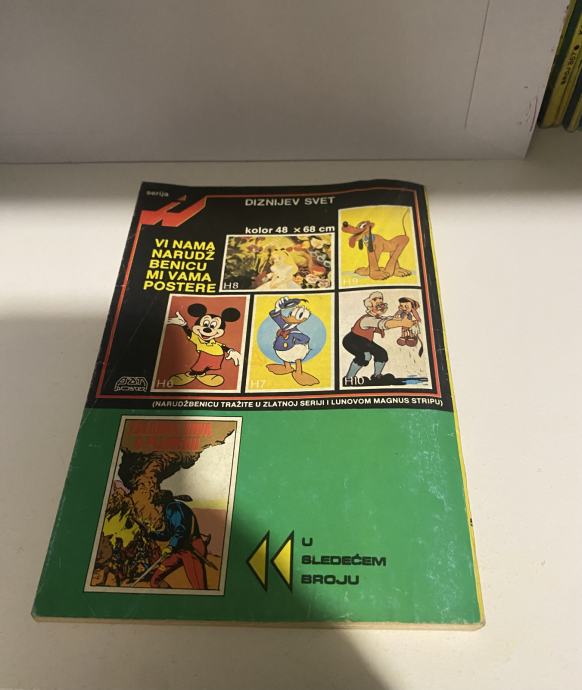 serija
DIZNIJEV SVET
kolor 48 x 68 cm
VI NAMA
NARUDŽ
BENICU
MI VAMA
POSTERE
H8
H9
H6
H7
H10
(NARUDŽBENICU TRAŽITE U ZLATNOJ SERIJI I LUNOVOM MAGNUS STRIPU)
U
SLEDEĆEM
BROJU